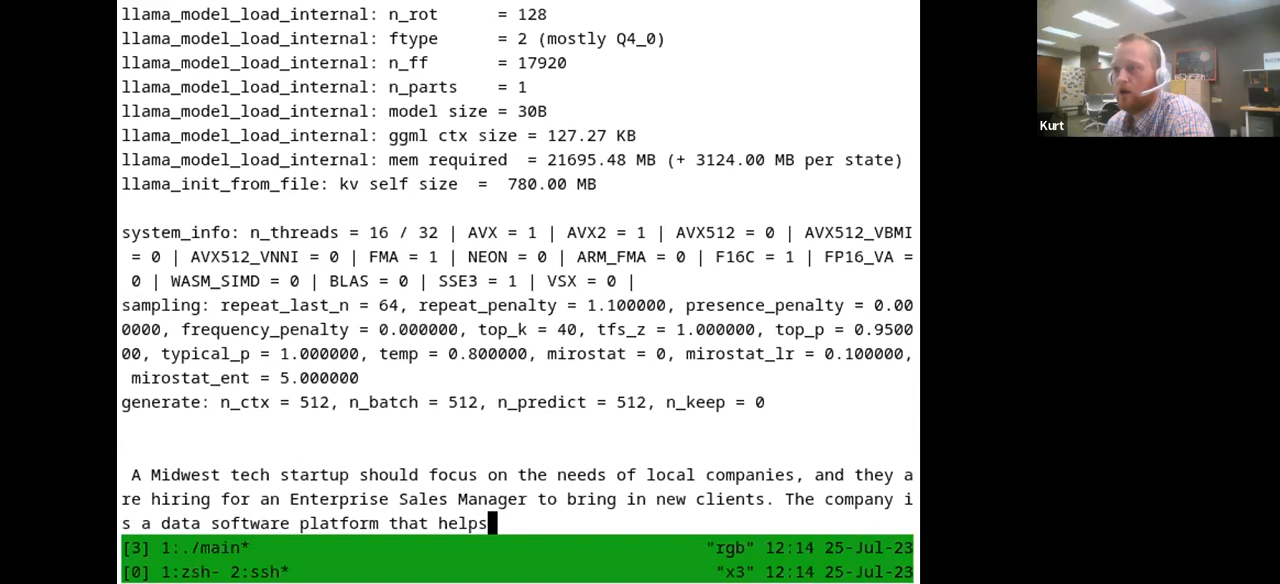 llama_model_load_internal: n_rot      = 128
llama_model_load_internal: ftype      = 2 (mostly Q4_0)
llama_model_load_internal: n_ff       = 17920
llama_model_load_internal: n_parts    = 1
llama_model_load_internal: model size = 30B
llama_model_load_internal: ggml ctx size = 127.27 KB
llama_model_load_internal: mem required  = 21695.48 MB (+ 3124.00 MB per state)
llama_init_from_file: kv self size  =  780.00 MB
system_info: n_threads = 16 / 32 | AVX = 1 | AVX2 = 1 | AVX512 = 0 | AVX512_VBMI
= 0 | AVX512_VNNI = 0 | FMA = 1 | NEON = 0 | ARM_FMA = 0 | F16C = 1 | FP16_VA =
0 | WASM_SIMD = 0 | BLAS = 0 | SSE3 = 1 | VSX = 0 |
sampling: repeat_last_n = 64, repeat_penalty = 1.100000, presence_penalty = 0.00
0000, frequency_penalty = 0.000000, top_k = 40, tfs_z = 1.000000, top_p = 0.9500
00, typical_p = 1.000000, temp = 0.800000, mirostat = 0, mirostat_lr = 0.100000,
mirostat_ent = 5.000000
generate: n_ctx = 512, n_batch = 512, n_predict = 512, n_keep = 0
A Midwest tech startup should focus on the needs of local companies, and they a
re hiring for an Enterprise Sales Manager to bring in new clients. The company i
s a data software platform that helps
[3] 1:./main* "rgb" 12:14 25-Jul-23
[0] 1:zsh- 2:ssh* "x3" 12:14 25-Jul-23
Kurt